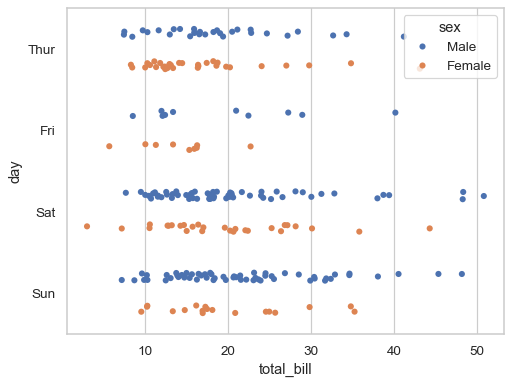 sex
Male
Female
Thur
Fri
Sat
Sun
day
10 20 30 40 50
total_bill